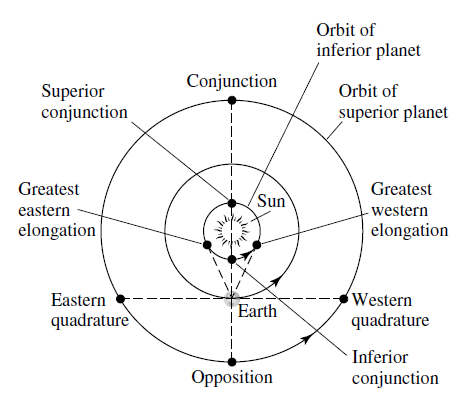 Orbit of
inferior planet
Conjunction
Superior
conjunction
Orbit of
superior planet
Sun
Greatest
eastern
elongation
Greatest
western
elongation
Eastern
quadrature
Earth
Western
quadrature
Inferior
conjunction
Opposition